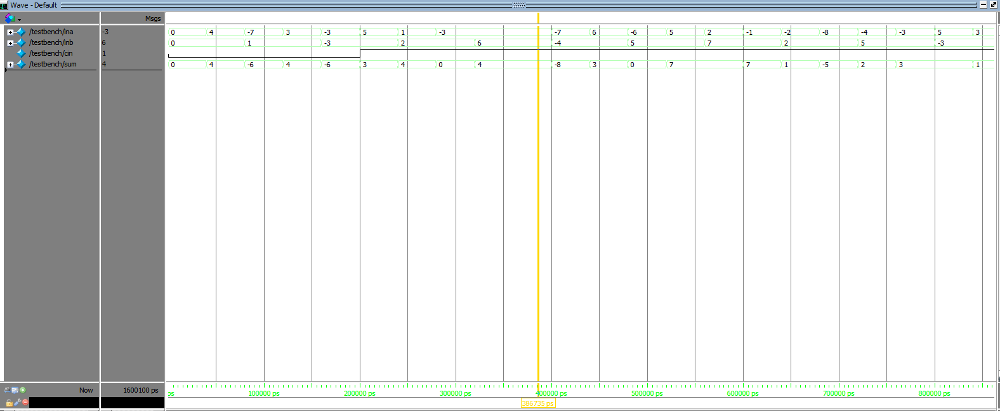 Wave - Default
Msgs
/testbench/ina -3 0 4 -7 3 -3 5 1 -3 -7 6 -6 5 2 -1 -2 -8 -4 -3 5 3
/testbench/inb 6 0 1 -3 2 6 -4 5 7 2 5 -3
/testbench/cin 1
/testbench/sum 4 0 4 -6 4 -6 3 4 0 4 -8 3 0 7 7 1 -5 2 3 1
Now 1600100 ps ps 100000 ps 200000 ps 300000 ps 400000 ps 500000 ps 600000 ps 700000 ps 800000 ps
386735 ps